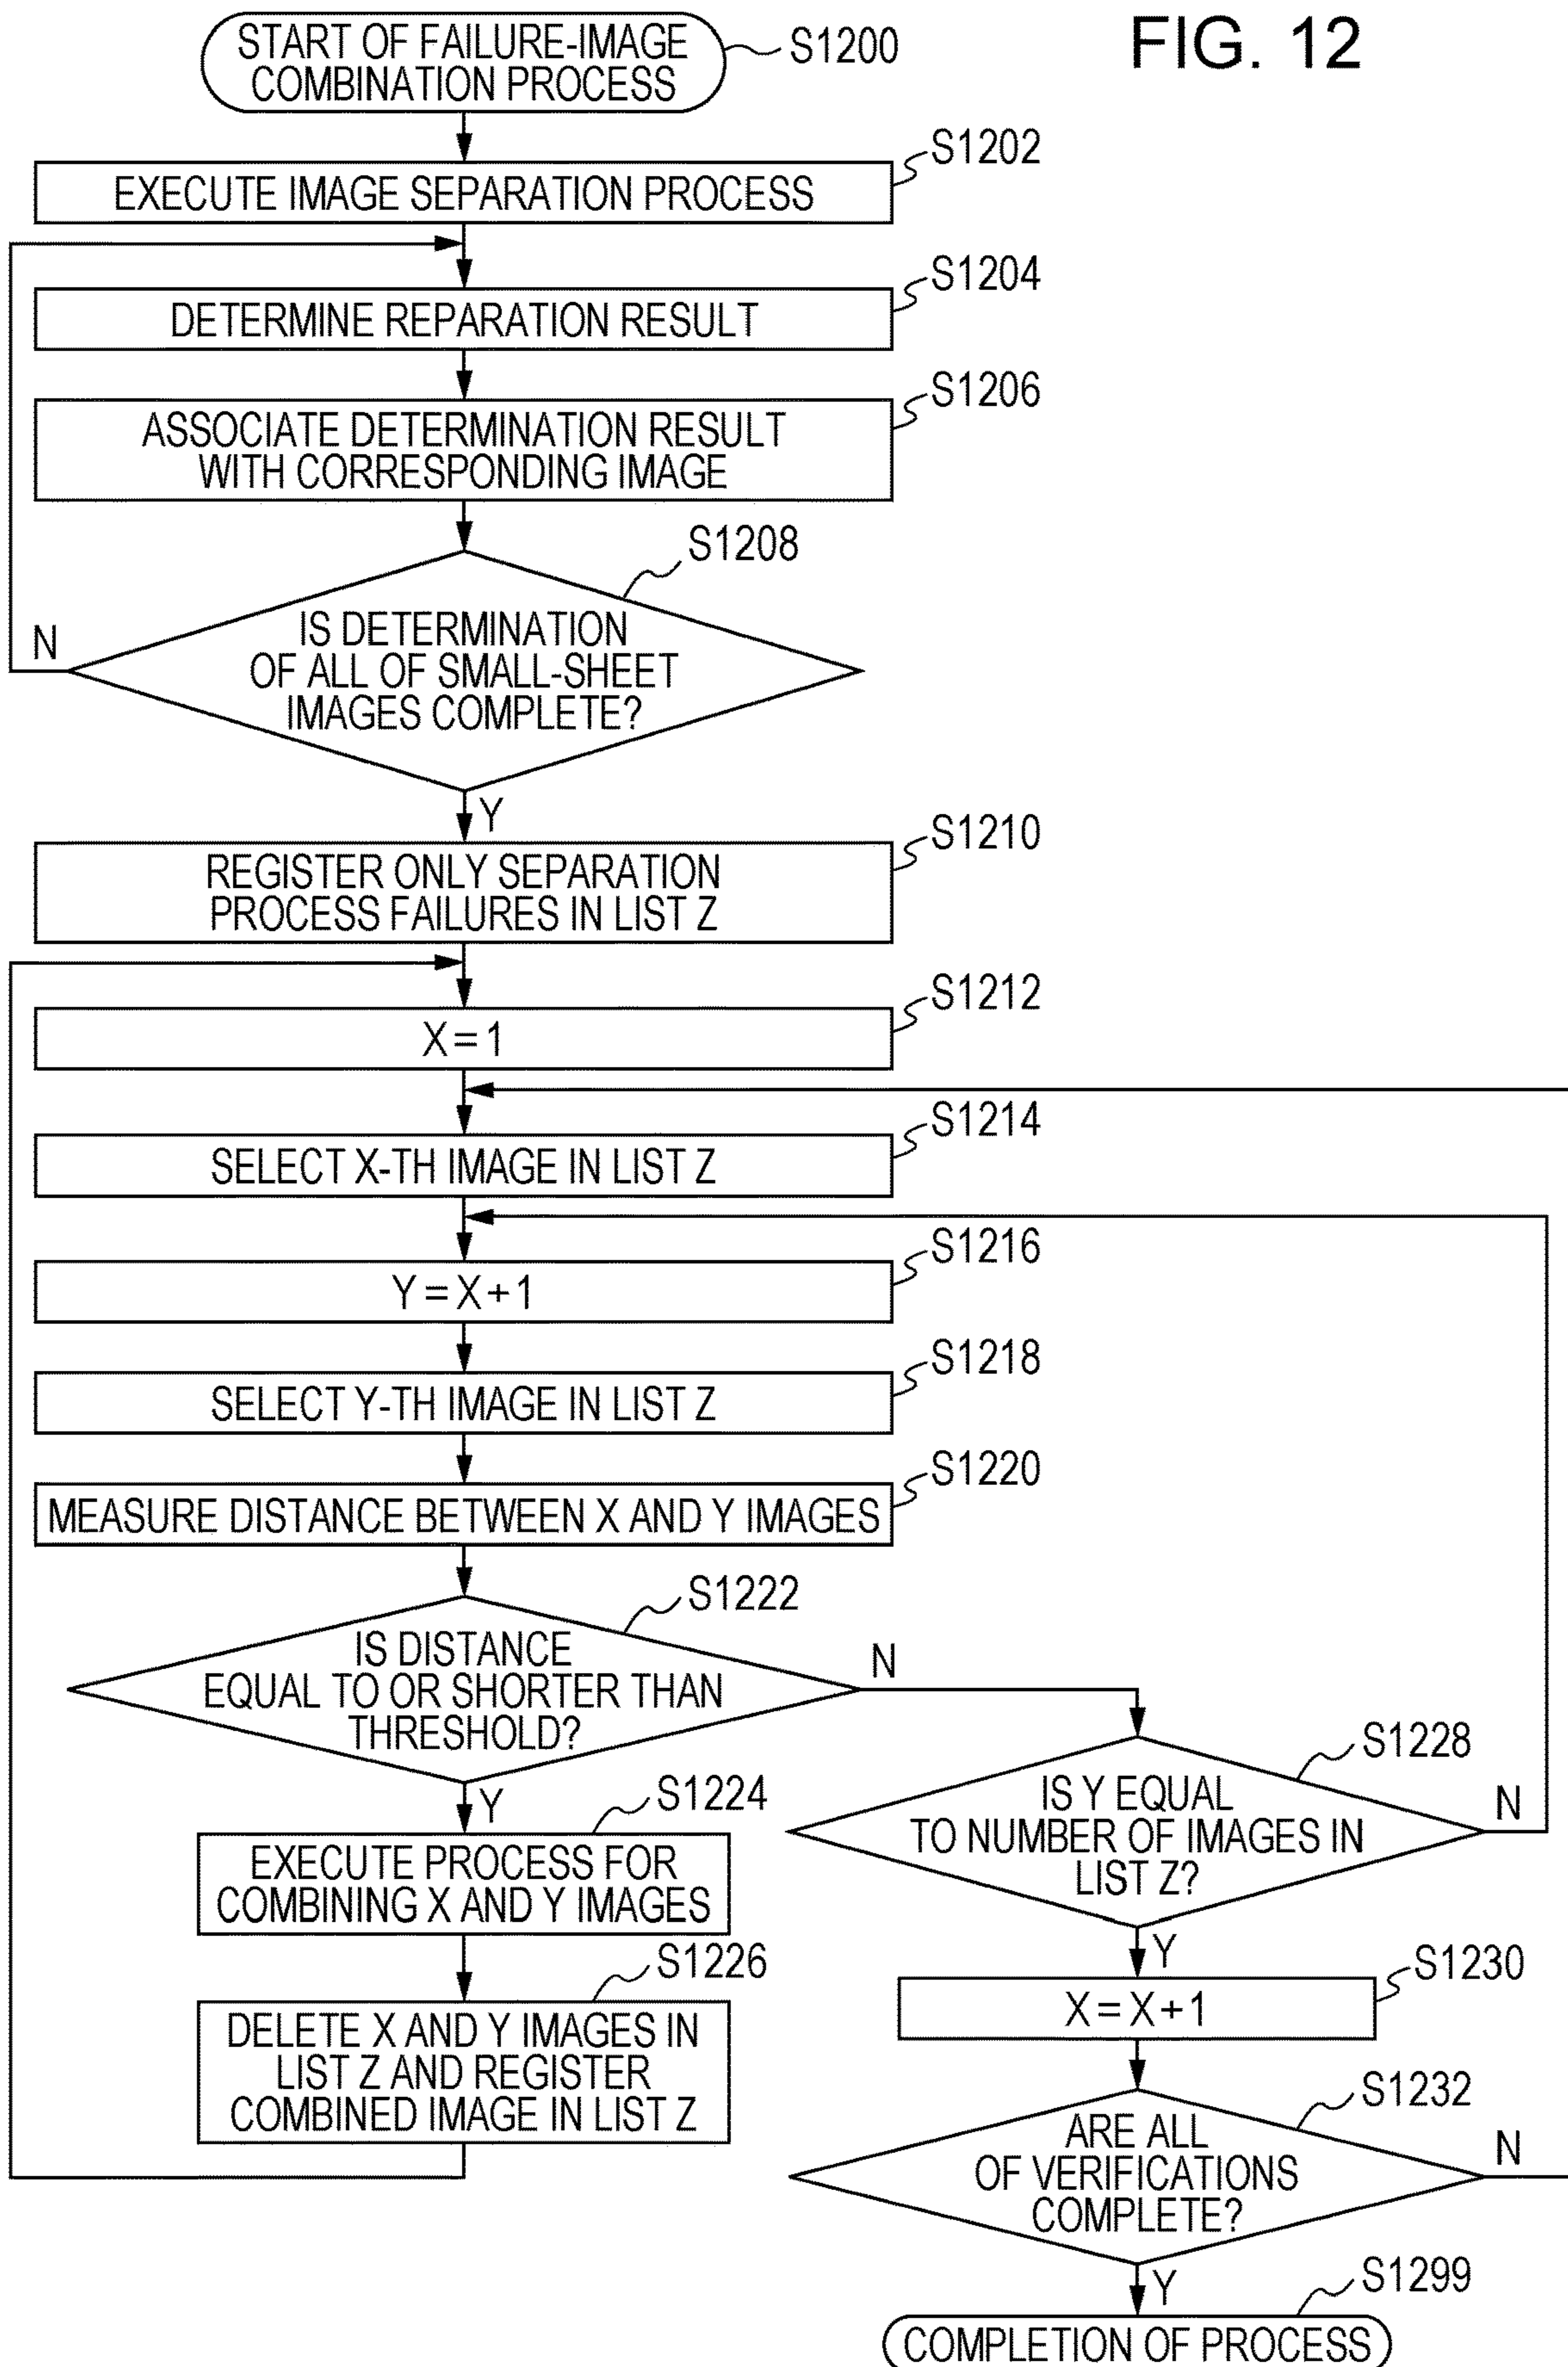 FIG. 12
START OF FAILURE-IMAGE
COMBINATION PROCESS
S1200
S1202
EXECUTE IMAGE SEPARATION PROCESS
S1204
DETERMINE REPARATION RESULT
S1206
ASSOCIATE DETERMINATION RESULT
WITH CORRESPONDING IMAGE
S1208
IS DETERMINATION
OF ALL OF SMALL-SHEET
IMAGES COMPLETE?
N
Y
S1210
REGISTER ONLY SEPARATION
PROCESS FAILURES IN LIST Z
S1212
X=1
S1214
SELECT X-TH IMAGE IN LIST Z
S1216
Y=X+1
S1218
SELECT Y-TH IMAGE IN LIST Z
S1220
MEASURE DISTANCE BETWEEN X AND Y IMAGES
S1222
IS DISTANCE
EQUAL TO OR SHORTER THAN
THRESHOLD?
N
Y
S1224
EXECUTE PROCESS FOR
COMBINING X AND Y IMAGES
S1226
DELETE X AND Y IMAGES IN
LIST Z AND REGISTER
COMBINED IMAGE IN LIST Z
S1228
IS Y EQUAL
TO NUMBER OF IMAGES IN
LIST Z?
N
Y
S1230
X=X+1
S1232
ARE ALL
OF VERIFICATIONS
COMPLETE?
N
Y
S1299
COMPLETION OF PROCESS